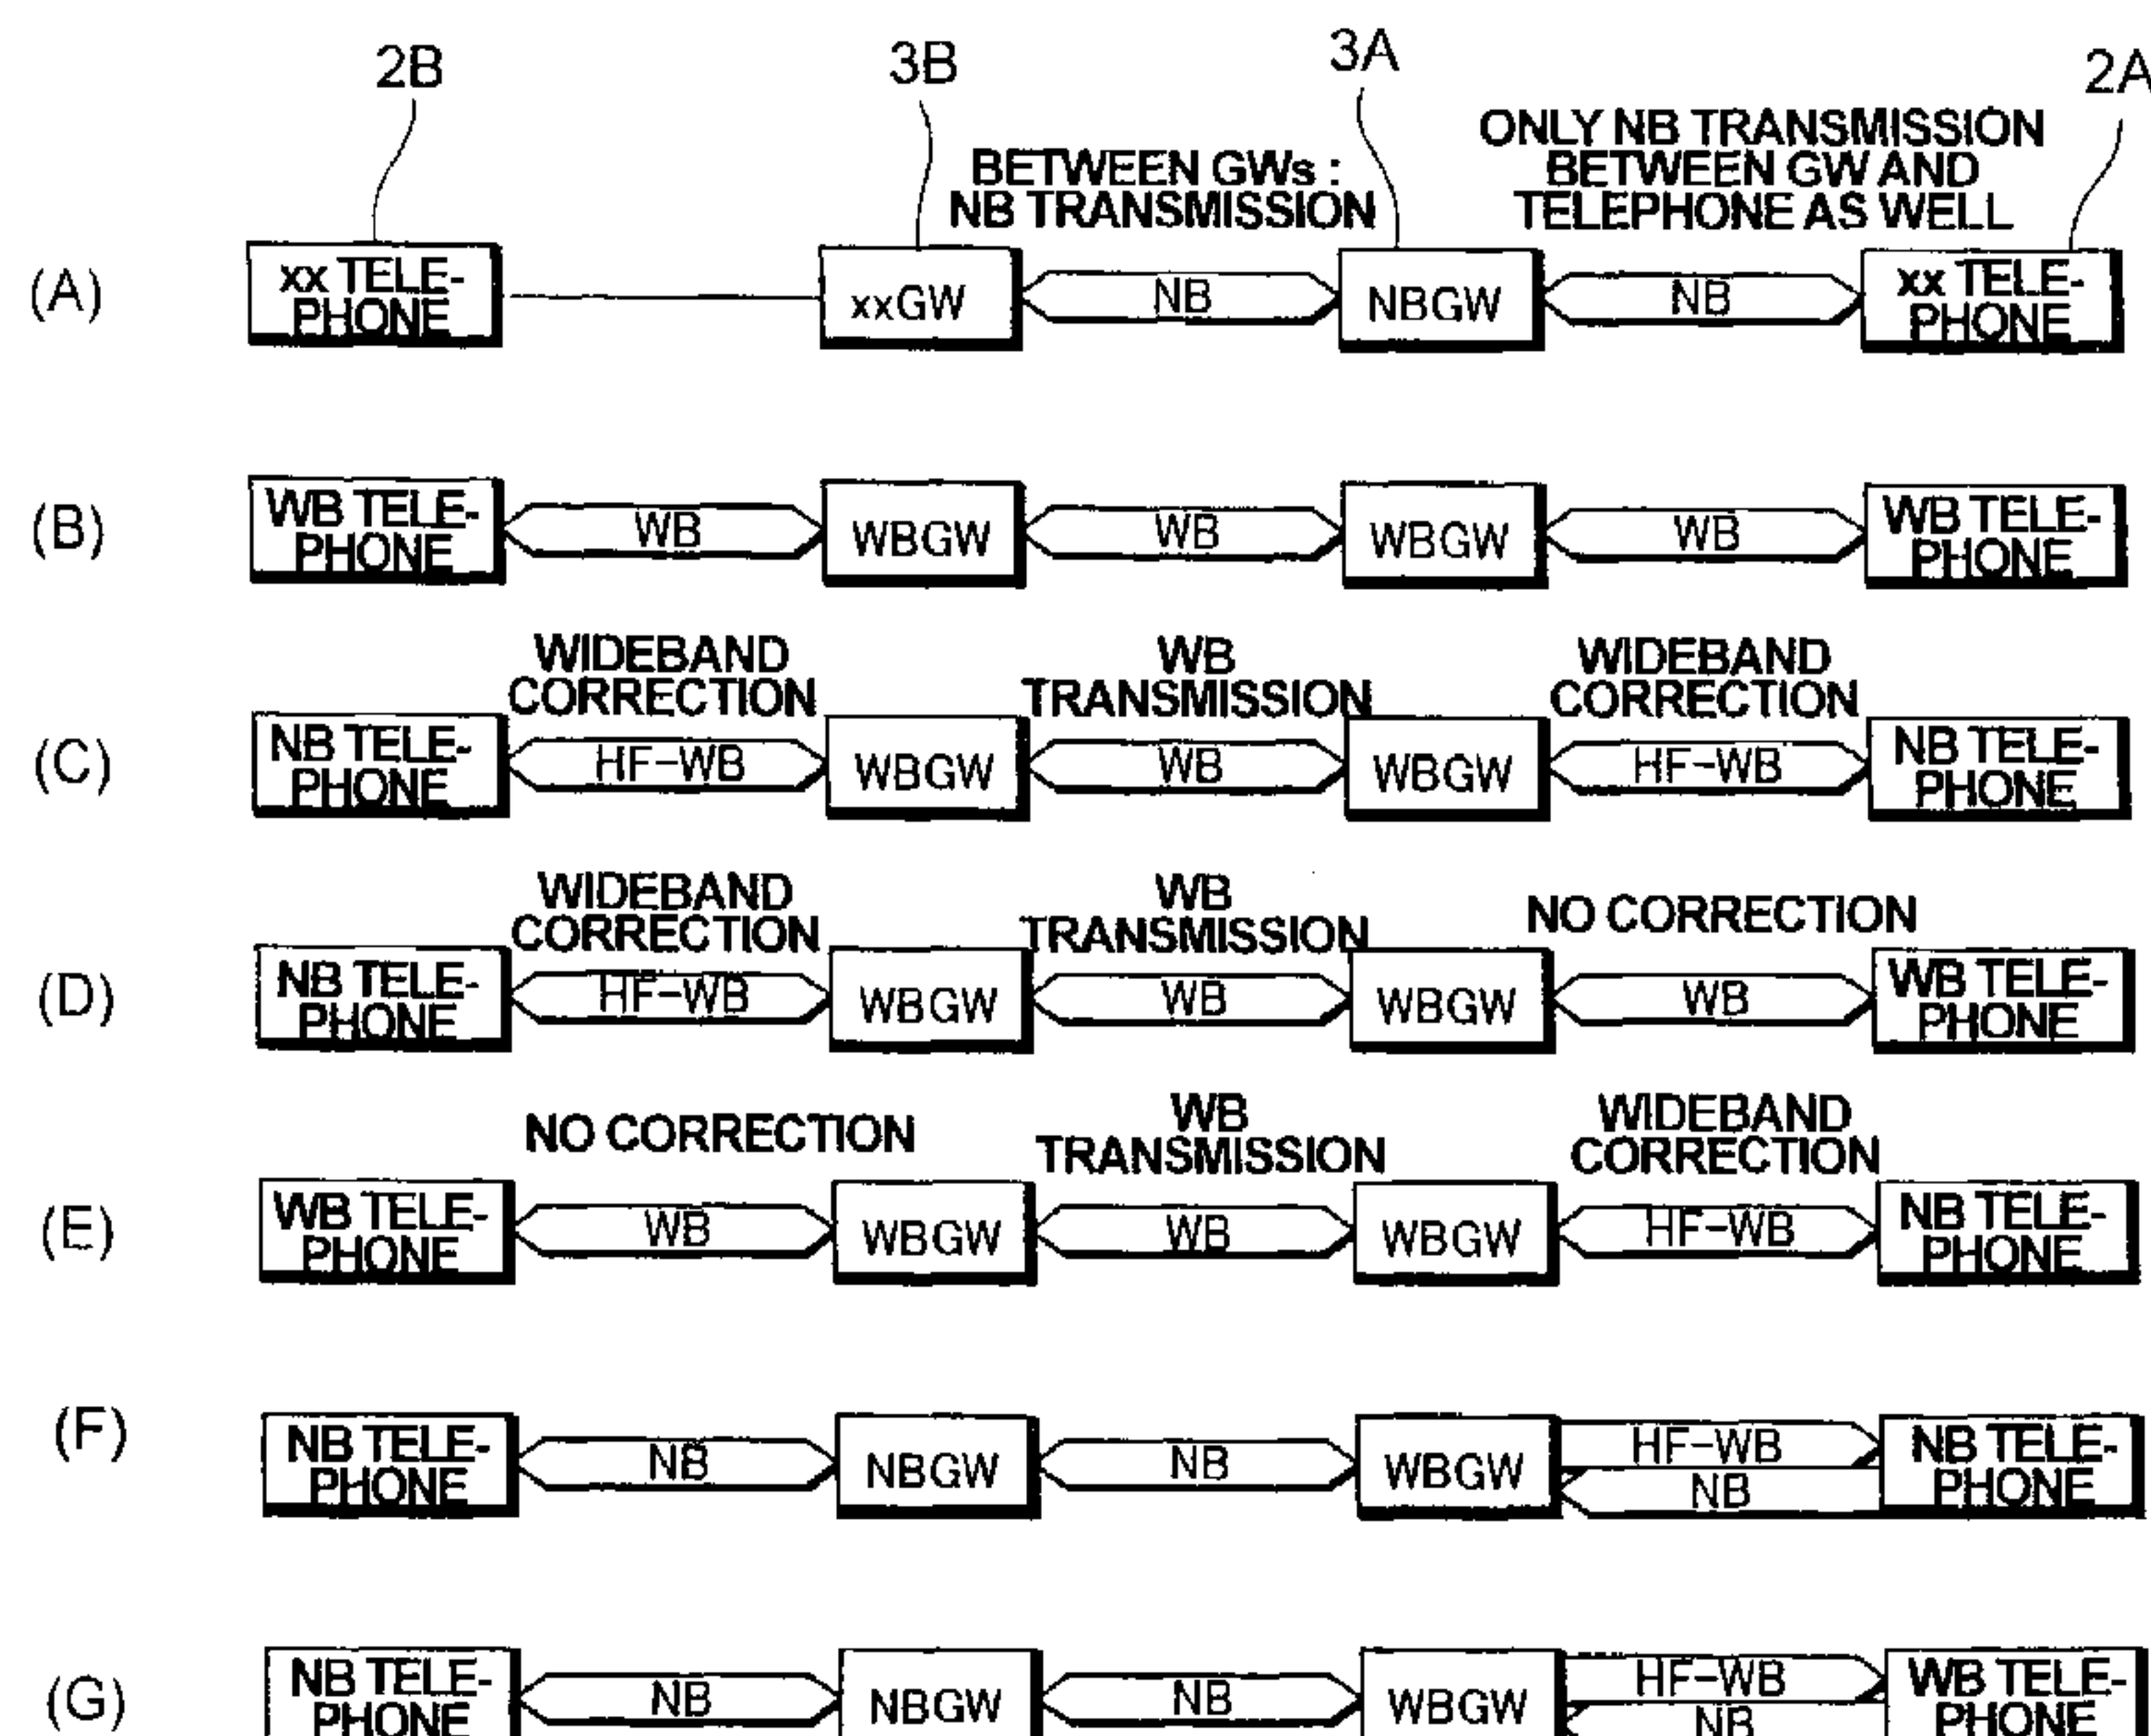 2B
3B
3A
2A
BETWEEN GWs :
NB TRANSMISSION
ONLY NB TRANSMISSION
BETWEEN GW AND
TELEPHONE AS WELL
(A)
xx TELE-
PHONE
xxGW
NB
NBGW
NB
xx TELE-
PHONE
(B)
WB TELE-
PHONE
WB
WBGW
WB
WBGW
WB
WB TELE-
PHONE
WIDEBAND
CORRECTION
WB
TRANSMISSION
WIDEBAND
CORRECTION
(C)
NB TELE-
PHONE
HF-WB
WBGW
WB
WBGW
HF-WB
NB TELE-
PHONE
WIDEBAND
CORRECTION
WB
TRANSMISSION
NO CORRECTION
(D)
NB TELE-
PHONE
HF-WB
WBGW
WB
WBGW
WB
WB TELE-
PHONE
NO CORRECTION
WB
TRANSMISSION
WIDEBAND
CORRECTION
(E)
WB TELE-
PHONE
WB
WBGW
WB
WBGW
HF-WB
NB TELE-
PHONE
(F)
NB TELE-
PHONE
NB
NBGW
NB
WBGW
HF-WB
NB
NB TELE-
PHONE
(G)
NB TELE-
PHONE
NB
NBGW
NB
WBGW
HF-WB
NB
WB TELE-
PHONE